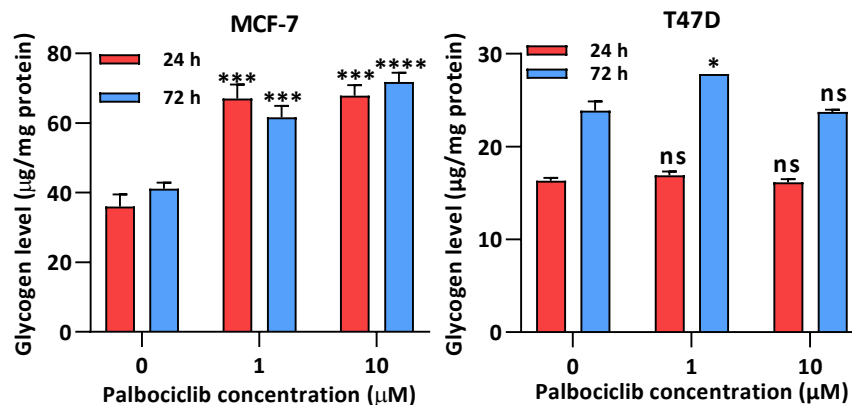 MCF-7
24 h
72 h
Glycogen level (μg/mg protein)
80
60
40
20
0
*** *** *** ****
0 1 10
Palbociclib concentration (μM)
T47D
24 h
72 h
Glycogen level (μg/mg protein)
30
20
10
0
ns * ns ns
0 1 10
Palbociclib concentration (μM)